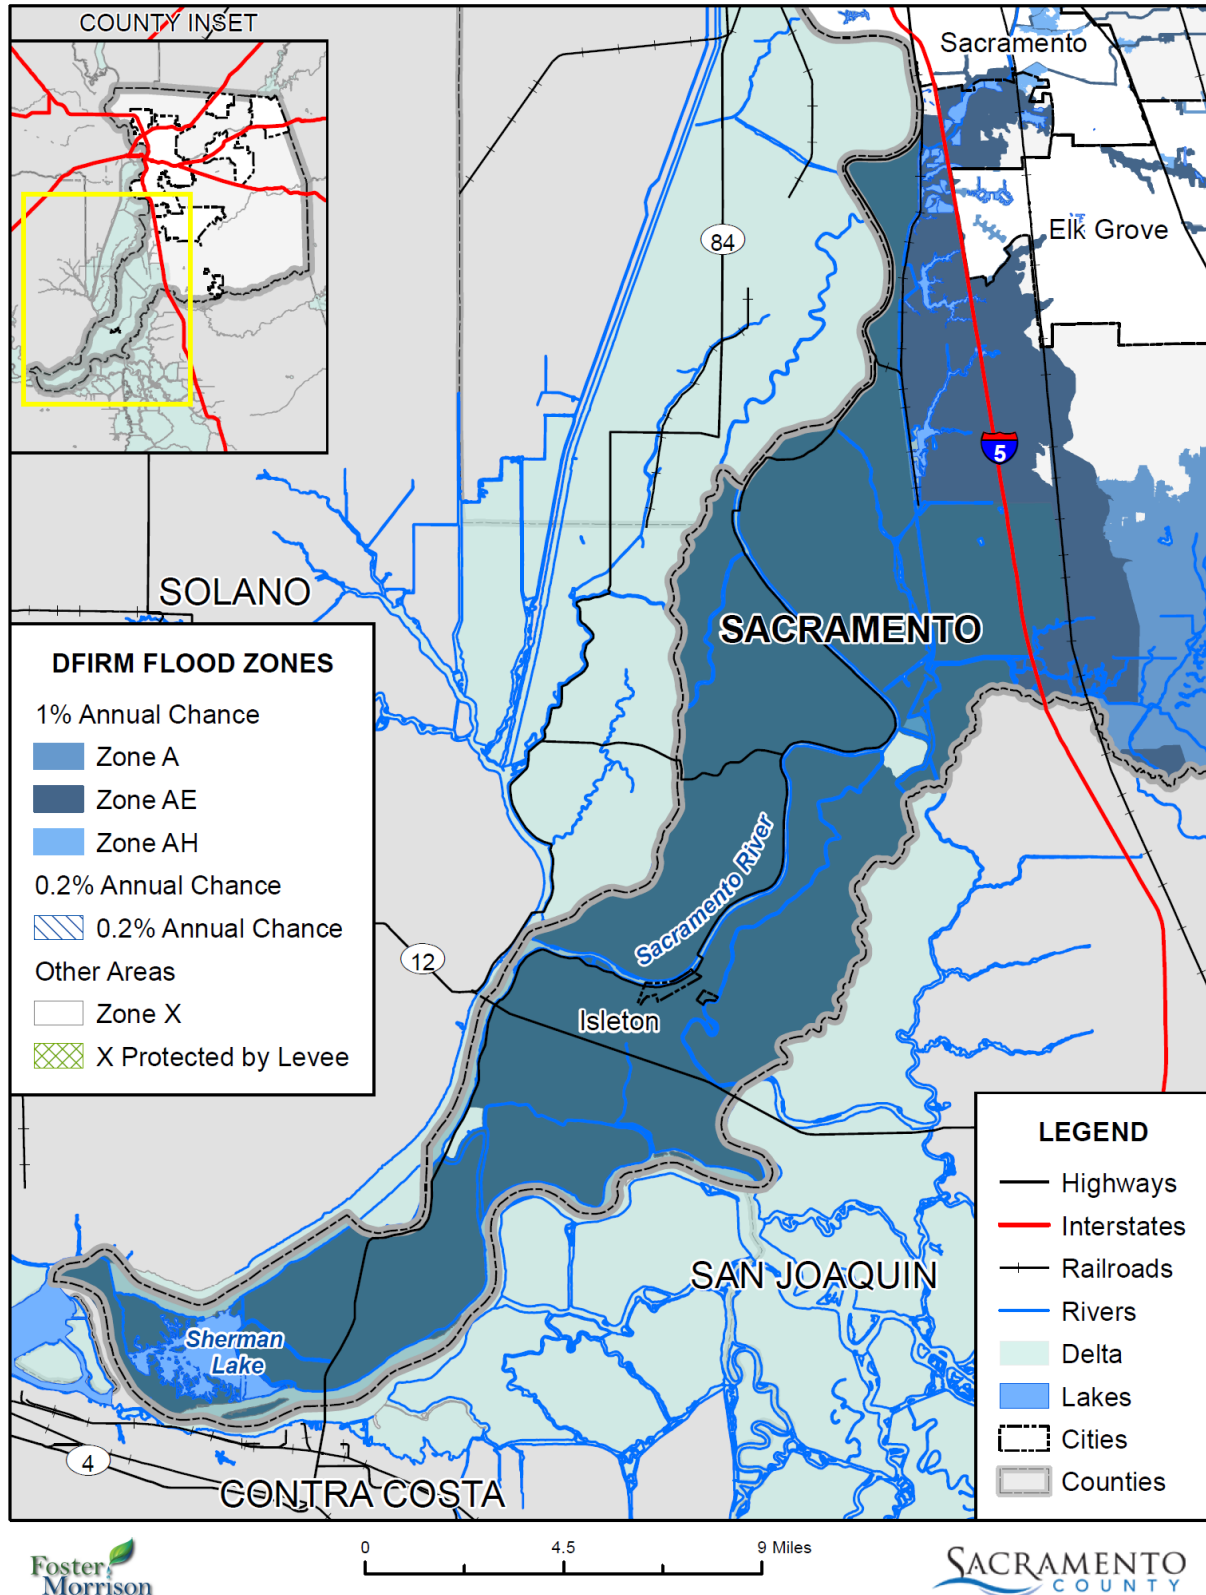 COUNTY INSET
Sacramento
Elk Grove
84
5
SOLANO
SACRAMENTO
DFIRM FLOOD ZONES
1% Annual Chance
Zone A
Zone AE
Zone AH
0.2% Annual Chance
0.2% Annual Chance
Other Areas
Zone X
X Protected by Levee
Sacramento River
12
Isleton
LEGEND
Highways
Interstates
Railroads
Rivers
Delta
Lakes
Cities
Counties
SAN JOAQUIN
Sherman
Lake
4
CONTRA COSTA
Foster
Morrison
0 4.5 9 Miles
SACRAMENTO
COUNTY